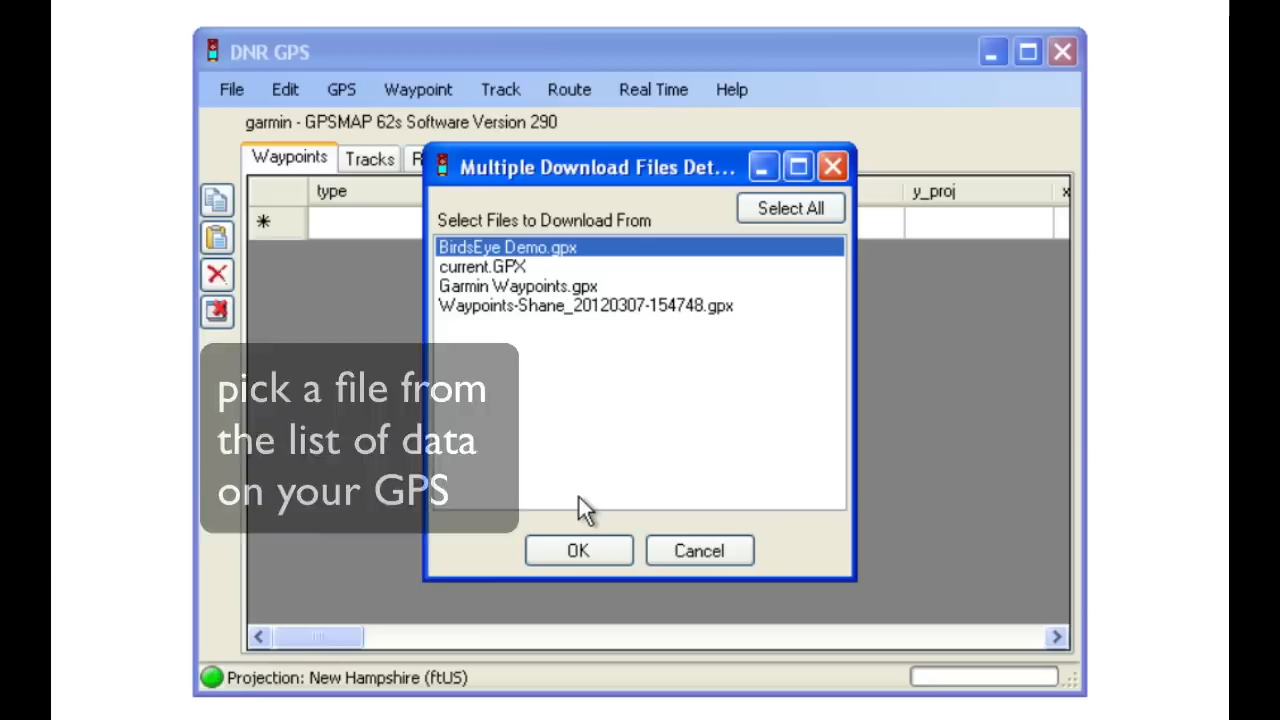 DNR GPS
File Edit GPS Waypoint Track Route Real Time Help
garmin - GPSMAP 62s Software Version 290
Waypoints Tracks
type y_proj x
Multiple Download Files Det...
Select Files to Download From Select All
BirdsEye Demo.gpx
current.GPX
Garmin Waypoints.gpx
Waypoints-Shane_20120307-154748.gpx
pick a file from
the list of data
on your GPS
OK Cancel
Projection: New Hampshire (ftUS)